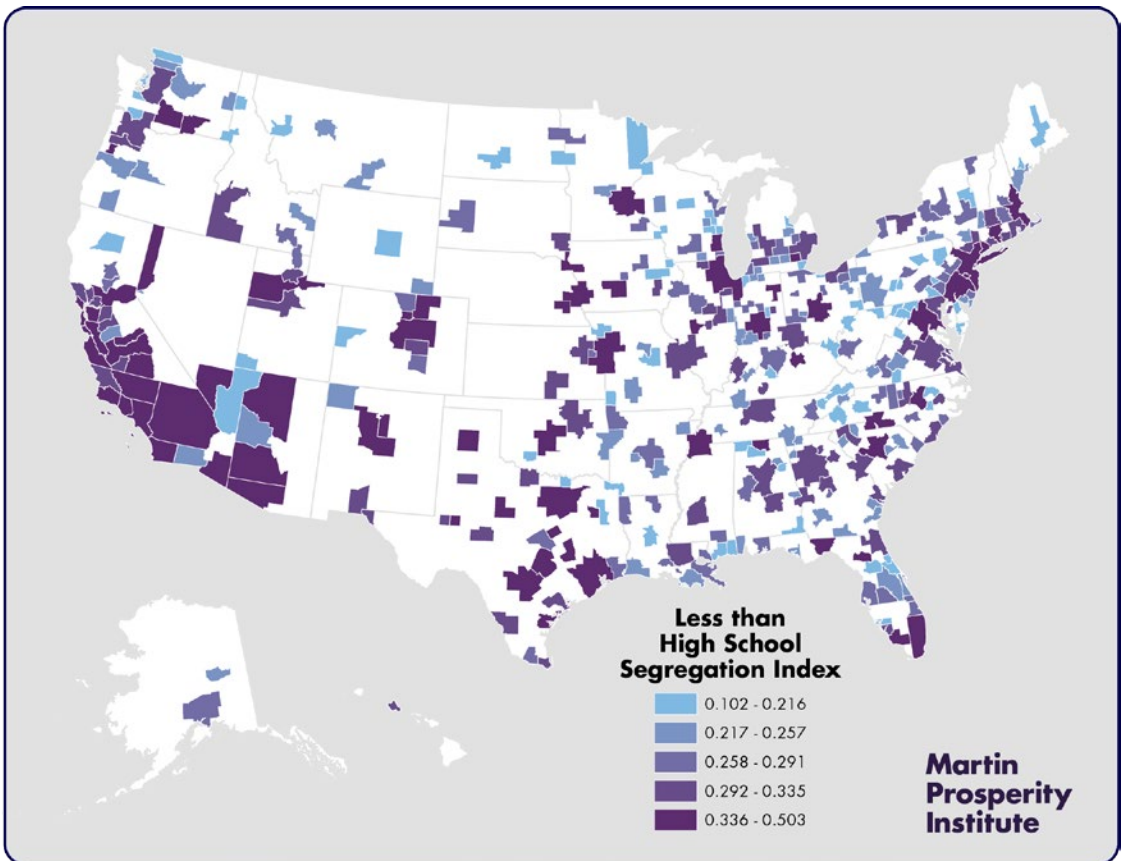 Less than
High School
Segregation Index
0.102 - 0.216
0.217 - 0.257
0.258 - 0.291
0.292 - 0.335
0.336 - 0.503
Martin
Prosperity
Institute